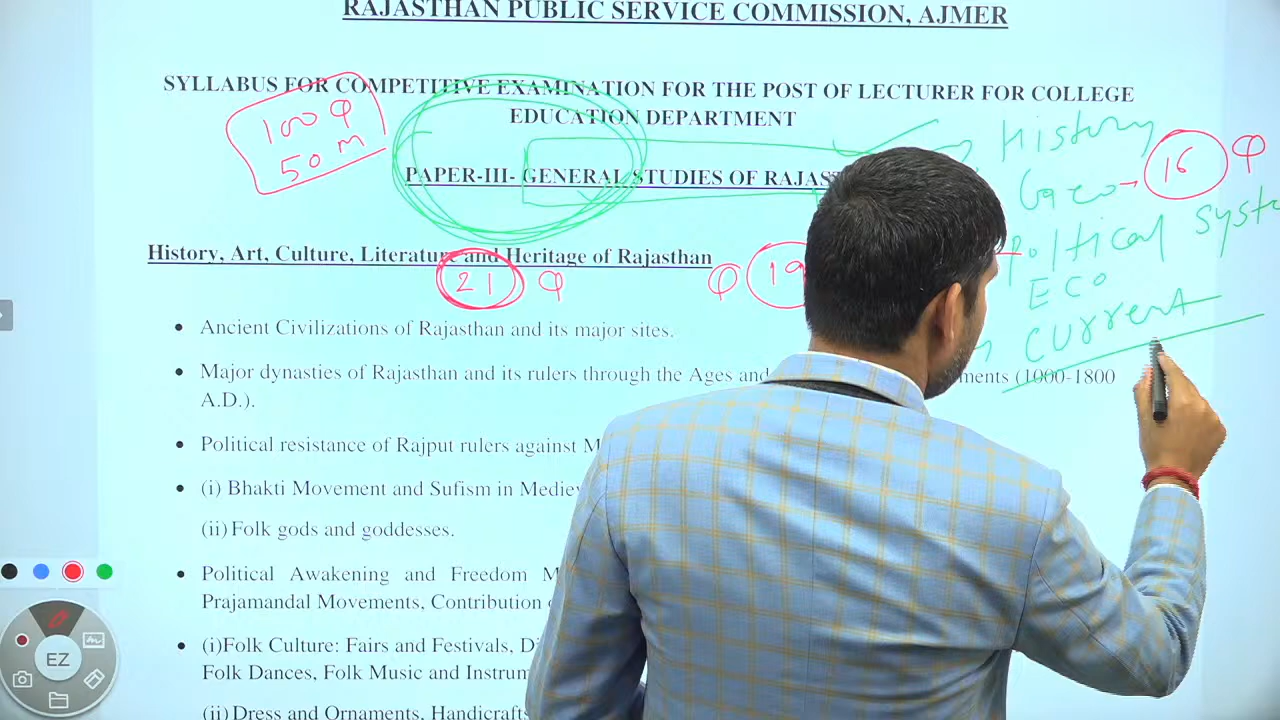 RAJASTHAN PUBLIC SERVICE COMMISSION, AJMER
SYLLABUS FOR COMPETITIVE EXAMINATION FOR THE POST OF LECTURER FOR COLLEGE
EDUCATION DEPARTMENT
100 Q
50 m
PAPER-III- GENERAL STUDIES OF
History
Geo → 16 Q
Political
ECO
Current
History, Art, Culture, Literature and Heritage of Rajasthan
21 Q
Q 19
Ancient Civilizations of Rajasthan and its major sites.
Major dynasties of Rajasthan and its rulers through the Ages and (1000-1800
A.D.).
Political resistance of Rajput rulers against
(i) Bhakti Movement and Sufism in
(ii) Folk gods and goddesses.
Political Awakening and Freedom
Prajamandal Movements, Contribution
(i)Folk Culture: Fairs and Festivals,
Folk Dances, Folk Music and
(ii) Dress and Ornaments, Handicrafts
EZ